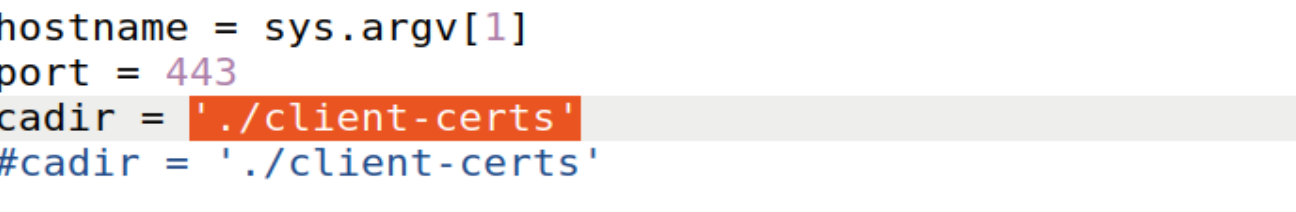 hostname = sys.argv[1]
port = 443
cadir = './client-certs'
#cadir = './client-certs'